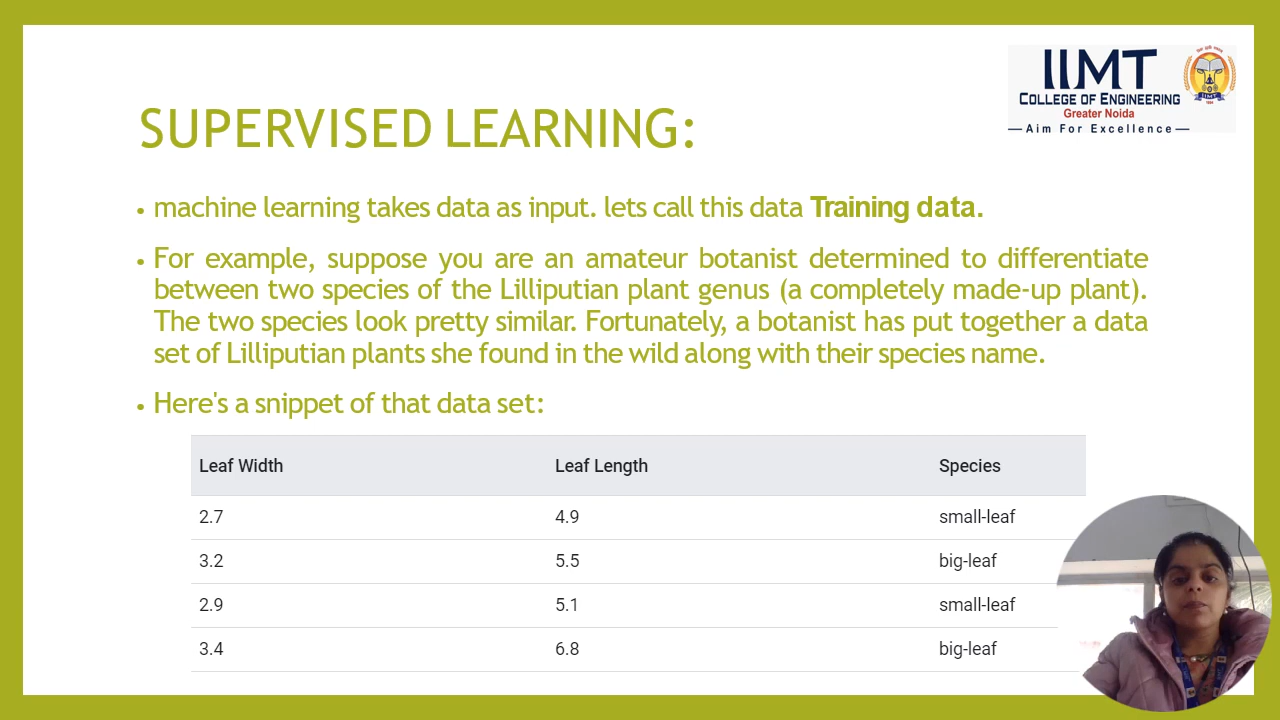 IIMT
COLLEGE OF ENGINEERING
Greater Noida
Aim For Excellence
SUPERVISED LEARNING:
• machine learning takes data as input. lets call this data Training data.
• For example, suppose you are an amateur botanist determined to differentiate
between two species of the Lilliputian plant genus (a completely made-up plant).
The two species look pretty similar. Fortunately, a botanist has put together a data
set of Lilliputian plants she found in the wild along with their species name.
• Here's a snippet of that data set:
Leaf Width Leaf Length Species
2.7 4.9 small-leaf
3.2 5.5 big-leaf
2.9 5.1 small-leaf
3.4 6.8 big-leaf